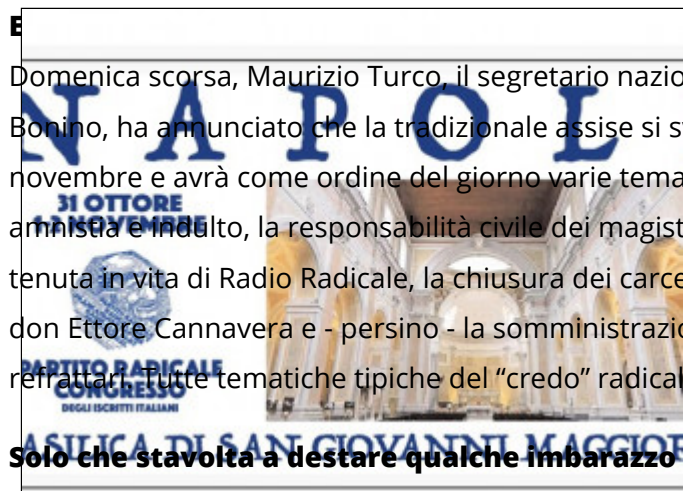 Domenica scorsa, Maurizio Turco, il segretario nazio
NAPOL
Bonino, ha annunciato che la tradizionale assise si s
novembre e avrà come ordine del giorno varie tema
31 OTTORE
1-2 NOVEMBRE
amnistia e indulto, la responsabilità civile dei magist
tenuta in vita di Radio Radicale, la chiusura dei carce
don Ettore Cannavera e - persino - la somministrazio
PARTITO RADICALE
refrattari. Tutte tematiche tipiche del “credo” radical
CONGRESSO
DEGLI ISCRITTI ITALIANI
ASILICA DI SAN GIOVANNI MAGGIOR
Solo che stavolta a destare qualche imbarazzo